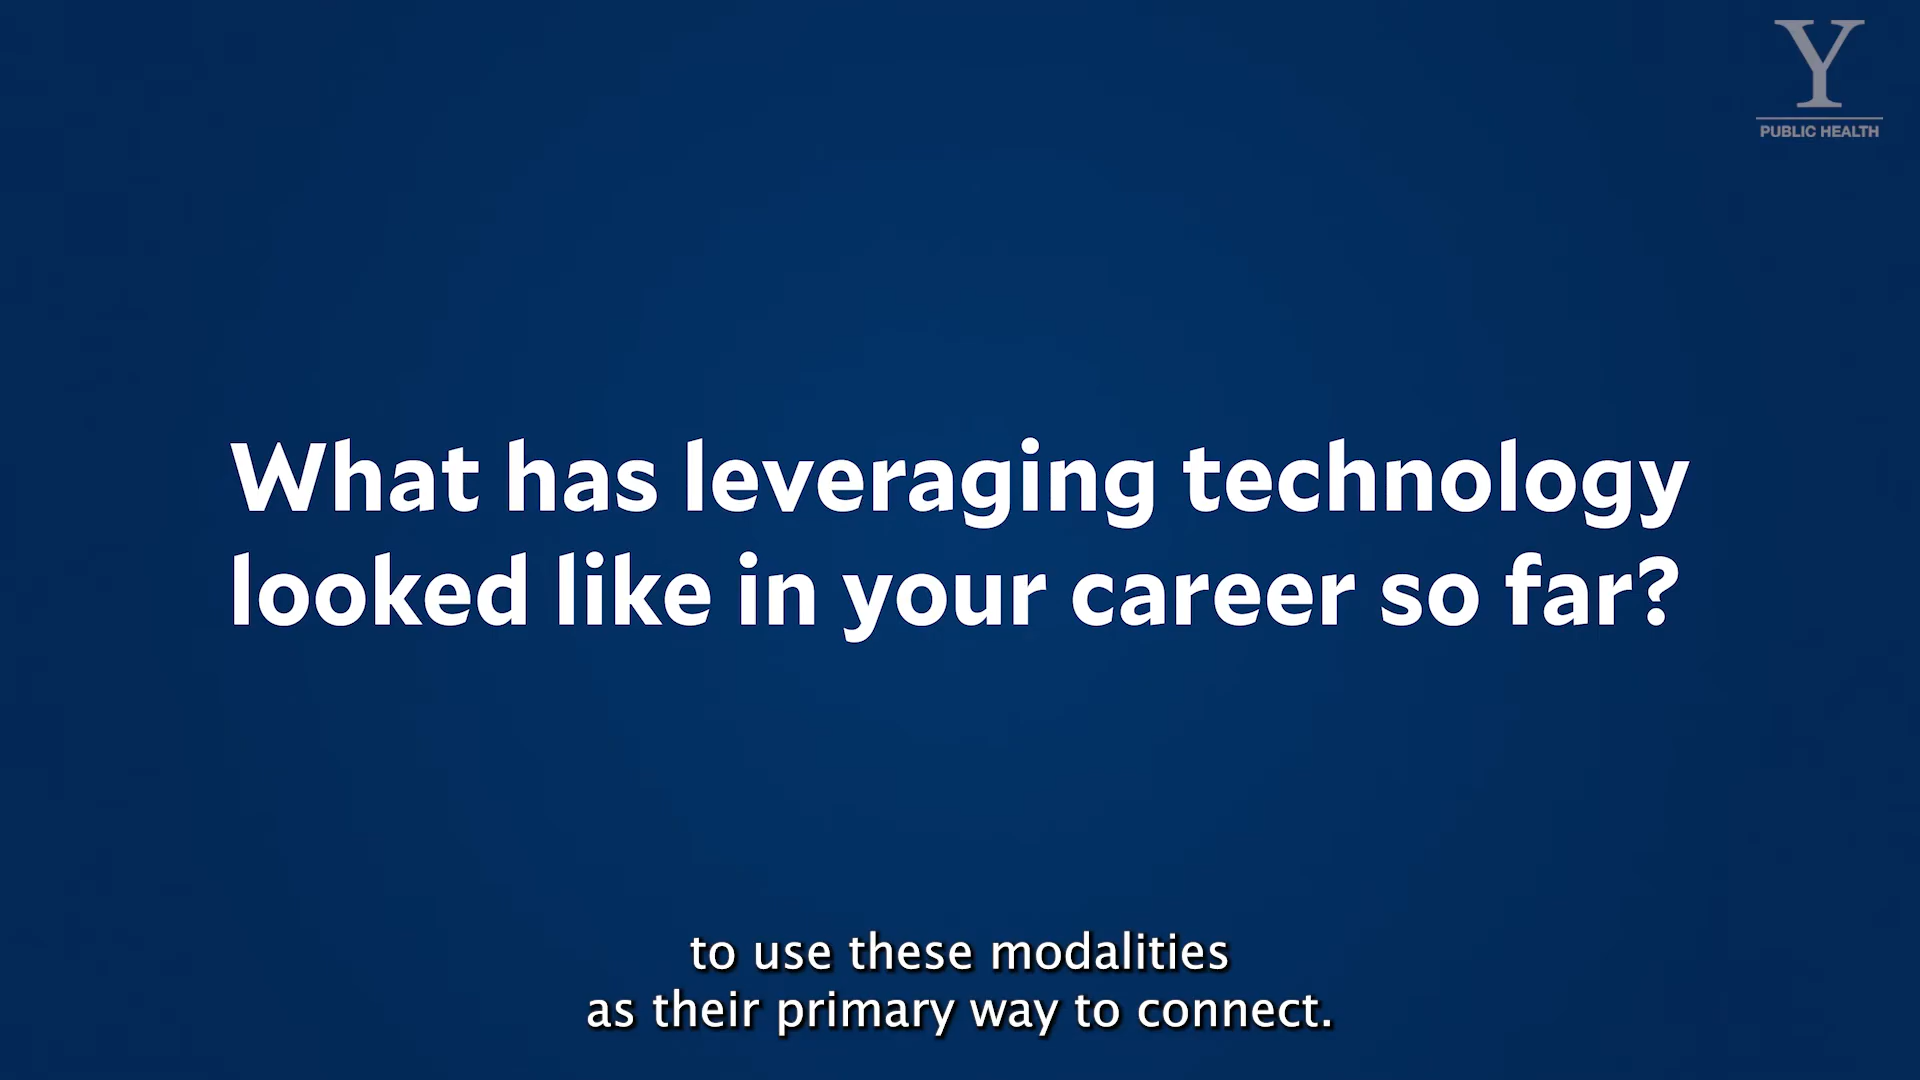 Y
PUBLIC HEALTH
What has leveraging technology
looked like in your career so far?
to use these modalities
as their primary way to connect.